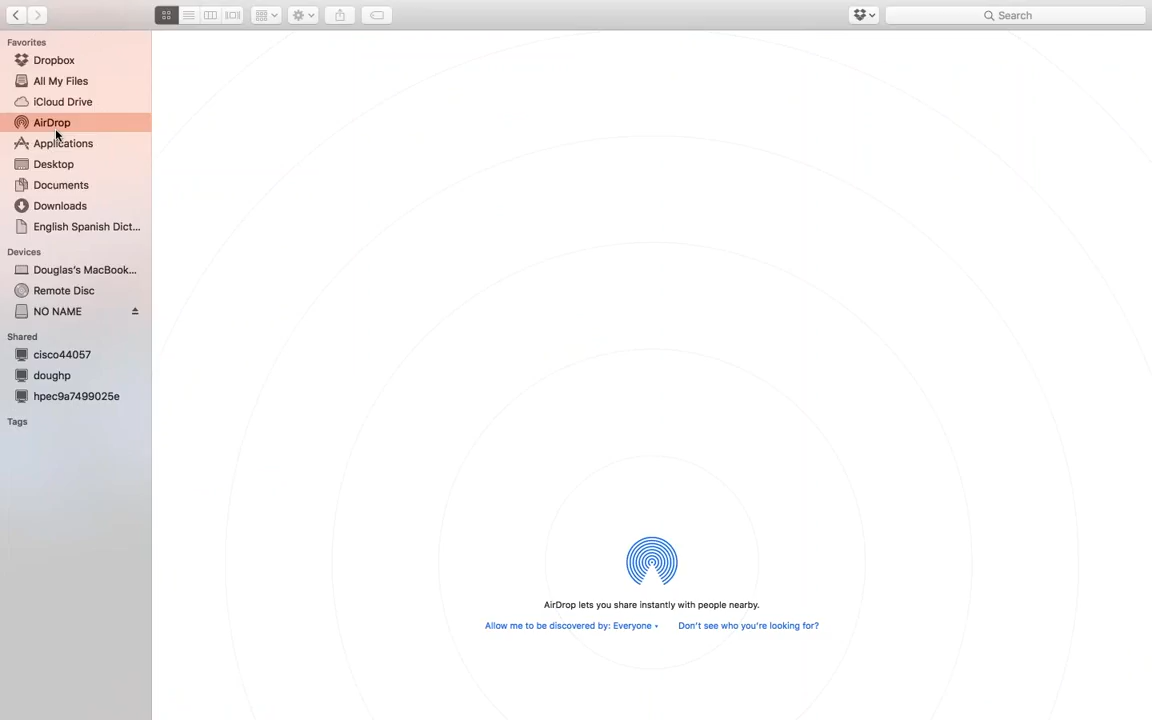 Search
Favorites
Dropbox
All My Files
iCloud Drive
AirDrop
Applications
Desktop
Documents
Downloads
English Spanish Dict...
Devices
Douglas's MacBook...
Remote Disc
NO NAME
Shared
cisco44057
doughp
hpec9a7499025e
Tags
AirDrop lets you share instantly with people nearby.
Allow me to be discovered by: Everyone
Don't see who you're looking for?